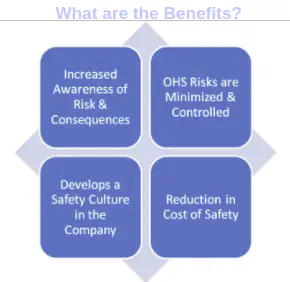 What are the Benefits?
Increased
Awareness of
Risk &
Consequences
OHS Risks are
Minimized &
Controlled
Develops a
Safety Culture
in the
Company
Reduction in
Cost of Safety